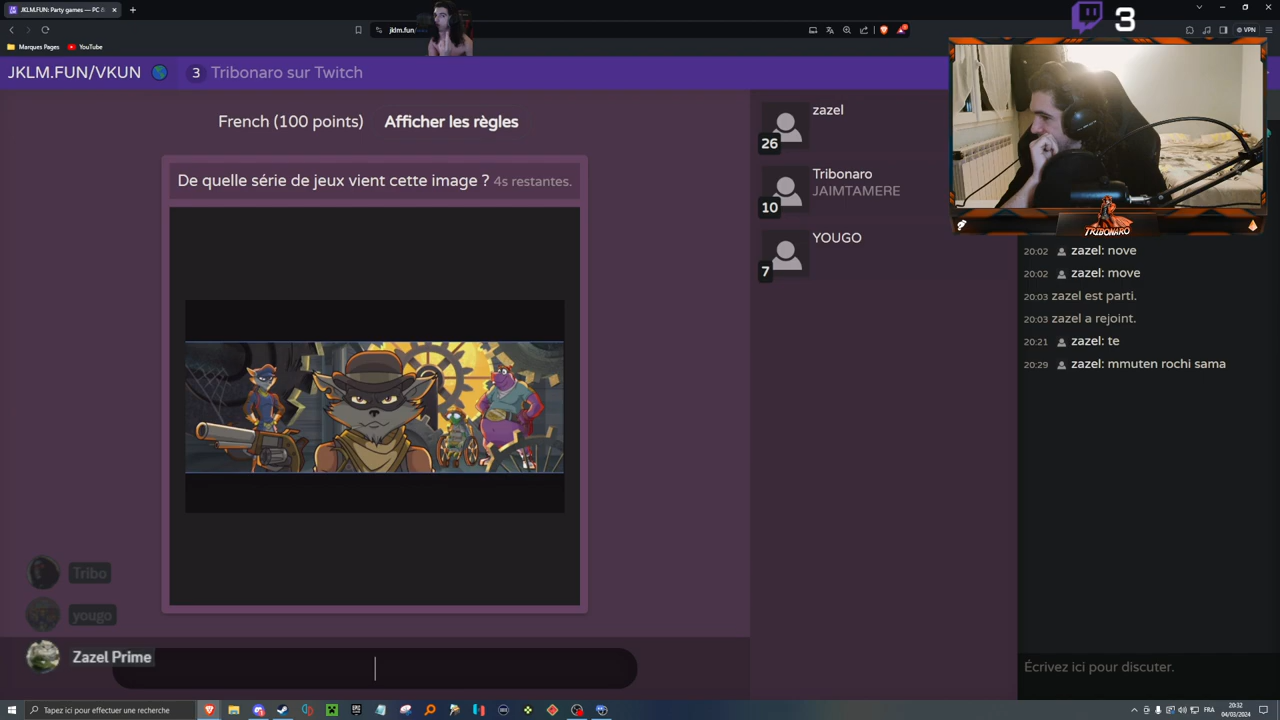 JKLM.FUN: Party games — PC &
3
jklm.fun/
VPN
Marques Pages
YouTube
JKLM.FUN/VKUN
3 Tribonaro sur Twitch
French (100 points)
Afficher les règles
De quelle série de jeux vient cette image ? 4s restantes.
zazel
26
Tribonaro
JAIMTAMERE
10
YOUGO
7
TRIBONARO
20:02 zazel: nove
20:02 zazel: move
20:03 zazel est parti.
20:03 zazel a rejoint.
20:21 zazel: te
20:29 zazel: mmuten rochi sama
Tribo
yougo
Zazel Prime
Écrivez ici pour discuter.
Tapez ici pour effectuer une recherche
FRA
20:32
04/03/2024